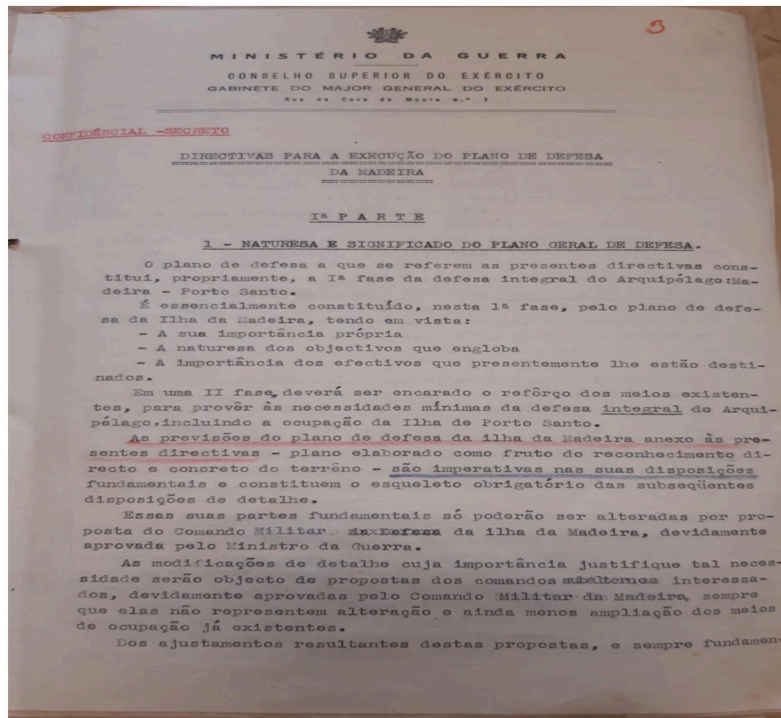 3
MINISTÉRIO DA GUERRA
CONSELHO SUPERIOR DO EXÉRCITO
GABINETE DO MAJOR GENERAL DO EXÉRCITO
Rua da Cova da Moura n.º 1
CONFIDÊNCIAL -SECRETO
DIRECTIVAS PARA A EXECUÇÃO DO PLANO DE DEFESA
DA MADEIRA
Iª PARTE
1 - NATURESA E SIGNIFICADO DO PLANO GERAL DE DEFESA.
O plano de defesa a que se referem as presentes directivas cons-
titui, propriamente, a Iª fase da defesa integral do Arquipélago:Ma-
deira - Porto Santo.
É essencialmente constituído, nesta 1ª fase, pelo plano de defe-
sa da Ilha da Madeira, tendo em vista:
- A sua importância própria
- A naturesa dos objectivos que engloba
- A importância dos efectivos que presentemente lhe estão desti-
nados.
Em uma II fase, deverá ser encarado o refôrço dos meios existen-
tes, para provêr às necessidades mínimas da defesa integral do Arqui-
pélago, incluindo a ocupação da Ilha de Porto Santo.
As previsões do plano de defesa da ilha da Madeira anexo às pre-
sentes directivas - plano elaborado como fruto do reconhecimento di-
recto e concreto do terrêno - são imperativas nas suas disposições
fundamentais e constituem o esqueleto obrigatório das subseqüentes
disposições de detalhe.
Essas suas partes fundamentais só poderão ser alteradas por pro-
posta do Comando Militar da ilha da Madeira, devidamente
aprovada pelo Ministro da Guerra.
As modificações de detalhe cuja importância justifique tal neces-
sidade serão objecto de propostas dos comandos subalternos interessa-
dos, devidamente aprovadas pelo Comando Militar da Madeira, sempre
que elas não representem alteração e ainda menos ampliação dos meios
de ocupação já existentes.
Dos ajustamentos resultantes destas propostas, e sempre fundamen-